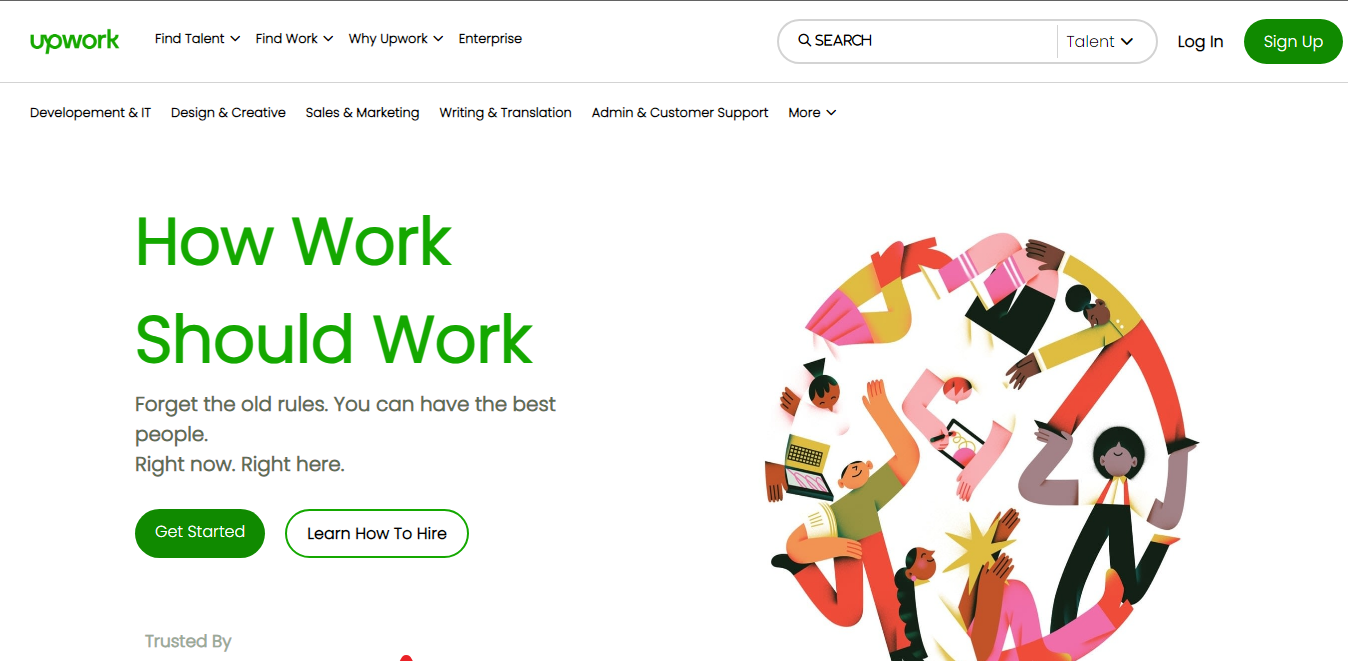 upwork
Find Talent
Find Work
Why Upwork
Enterprise
SEARCH
Talent
Log In
Sign Up
Developement & IT
Design & Creative
Sales & Marketing
Writing & Translation
Admin & Customer Support
More
How Work
Should Work
Forget the old rules. You can have the best
people.
Right now. Right here.
Get Started
Learn How To Hire
Trusted By